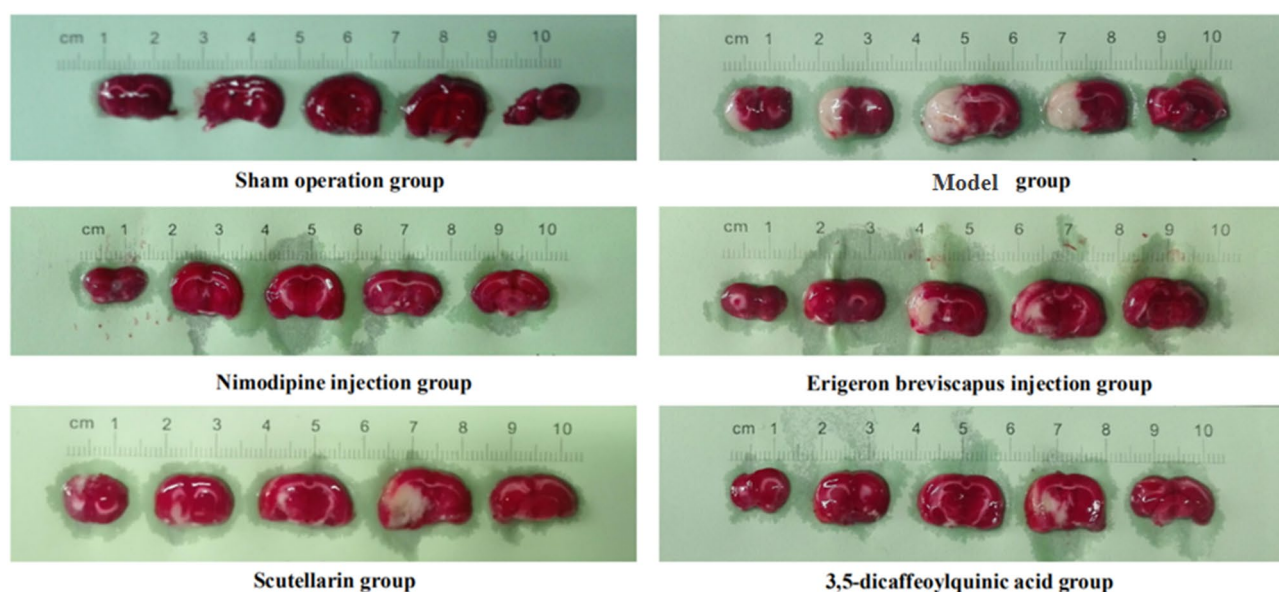 cm 1 2 3 4 5 6 7 8 9 10
Sham operation group
cm 1 2 3 4 5 6 7 8 9 10
Model group
cm 1 2 3 4 5 6 7 8 9 10
Nimodipine injection group
cm 1 2 3 4 5 6 7 8 9 10
Erigeron breviscapus injection group
cm 1 2 3 4 5 6 7 8 9 10
Scutellarin group
cm 1 2 3 4 5 6 7 8 9 10
3,5-dicaffeoylquinic acid group